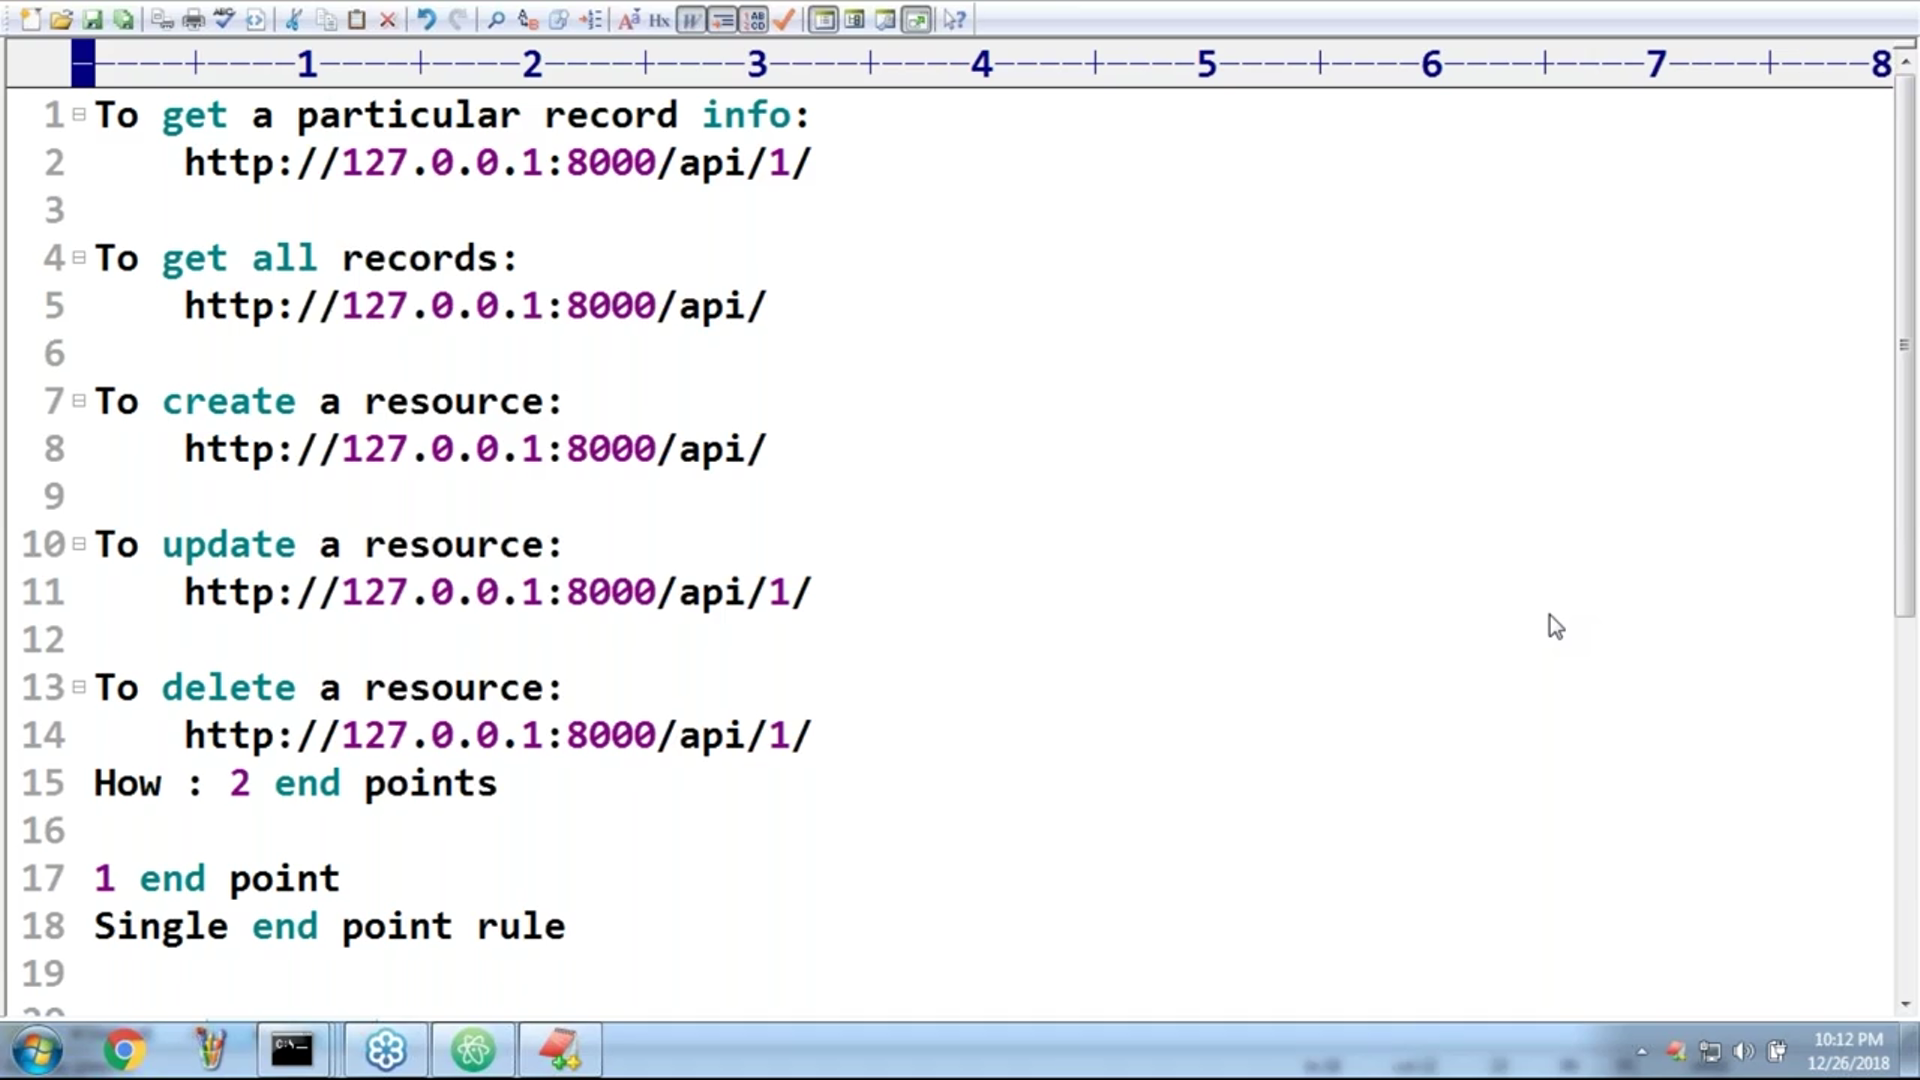 ----+----1----+----2----+----3----+----4----+----5----+----6----+----7----+----8
1 To get a particular record info:
2 http://127.0.0.1:8000/api/1/
3
4 To get all records:
5 http://127.0.0.1:8000/api/
6
7 To create a resource:
8 http://127.0.0.1:8000/api/
9
10 To update a resource:
11 http://127.0.0.1:8000/api/1/
12
13 To delete a resource:
14 http://127.0.0.1:8000/api/1/
15 How : 2 end points
16
17 1 end point
18 Single end point rule
19
10:12 PM
12/26/2018